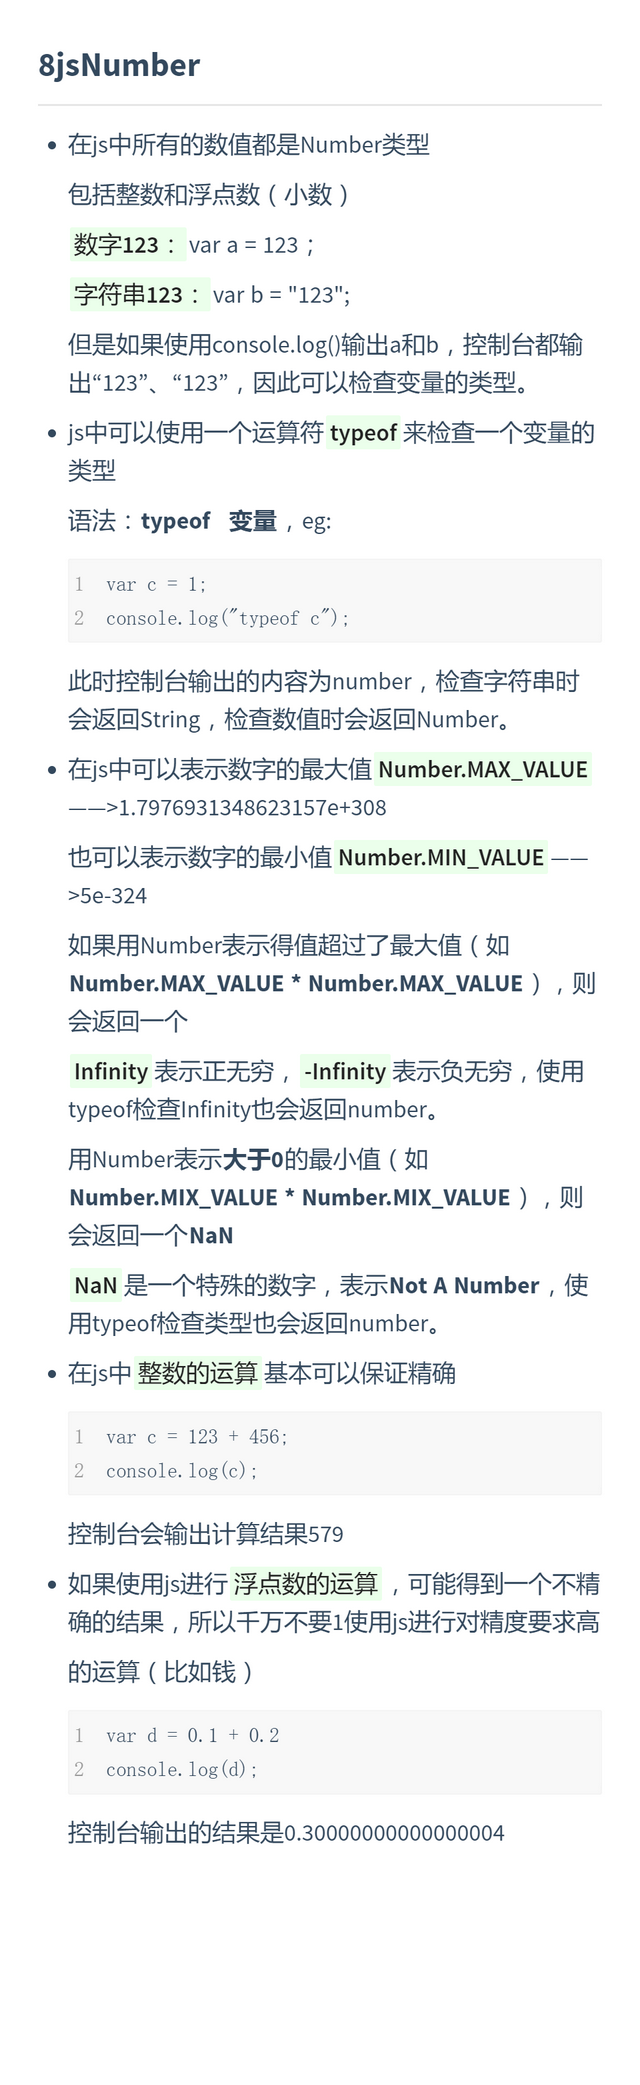 8jsNumber
在js中所有的数值都是Number类型
包括整数和浮点数（小数）
数字123： var a = 123；
字符串123： var b = "123";
但是如果使用console.log()输出a和b，控制台都输
出“123”、“123”，因此可以检查变量的类型。
js中可以使用一个运算符 typeof 来检查一个变量的
类型
语法：typeof 变量，eg:
1 var c = 1;
2 console.log("typeof c");
此时控制台输出的内容为number，检查字符串时
会返回String，检查数值时会返回Number。
在js中可以表示数字的最大值 Number.MAX_VALUE
——>1.7976931348623157e+308
也可以表示数字的最小值 Number.MIN_VALUE ——
>5e-324
如果用Number表示得值超过了最大值（如
Number.MAX_VALUE * Number.MAX_VALUE ），则
会返回一个
Infinity 表示正无穷， -Infinity 表示负无穷，使用
typeof检查Infinity也会返回number。
用Number表示大于0的最小值（如
Number.MIX_VALUE * Number.MIX_VALUE ），则
会返回一个NaN
NaN 是一个特殊的数字，表示Not A Number，使
用typeof检查类型也会返回number。
在js中 整数的运算 基本可以保证精确
1 var c = 123 + 456;
2 console.log(c);
控制台会输出计算结果579
如果使用js进行 浮点数的运算 ，可能得到一个不精
确的结果，所以千万不要1使用js进行对精度要求高
的运算（比如钱）
1 var d = 0.1 + 0.2
2 console.log(d);
控制台输出的结果是0.30000000000000004